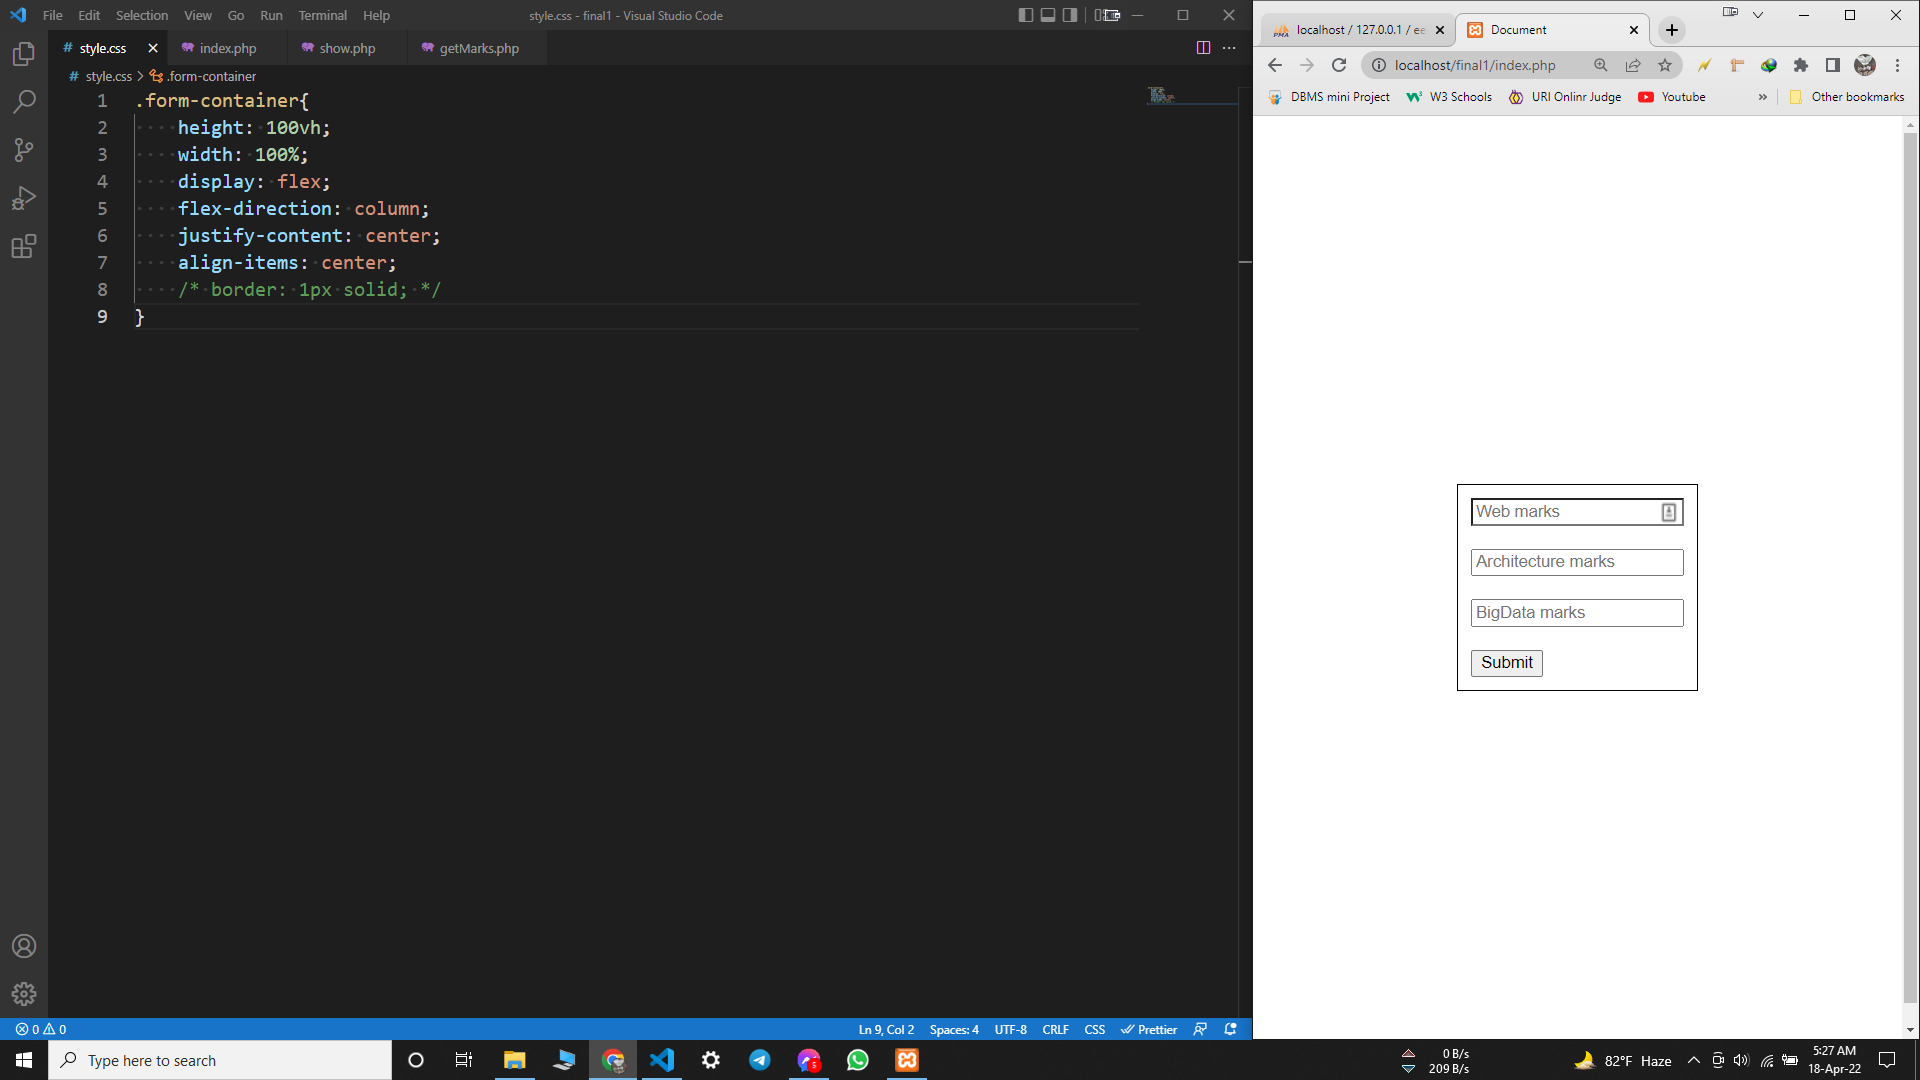 File Edit Selection View Go Run Terminal Help
style.css - final1 - Visual Studio Code
# style.css
index.php
show.php
getMarks.php
# style.css > .form-container
1 .form-container{
2 height: 100vh;
3 width: 100%;
4 display: flex;
5 flex-direction: column;
6 justify-content: center;
7 align-items: center;
8 /* border: 1px solid; */
9 }
0 0
Ln 9, Col 2 Spaces: 4 UTF-8 CRLF CSS Prettier
localhost / 127.0.0.1 / ee
Document
localhost/final1/index.php
DBMS mini Project W3 Schools URI Onlinr Judge Youtube » Other bookmarks
Web marks
Architecture marks
BigData marks
Submit
Type here to search
0 B/s
209 B/s
82°F Haze
5:27 AM
18-Apr-22